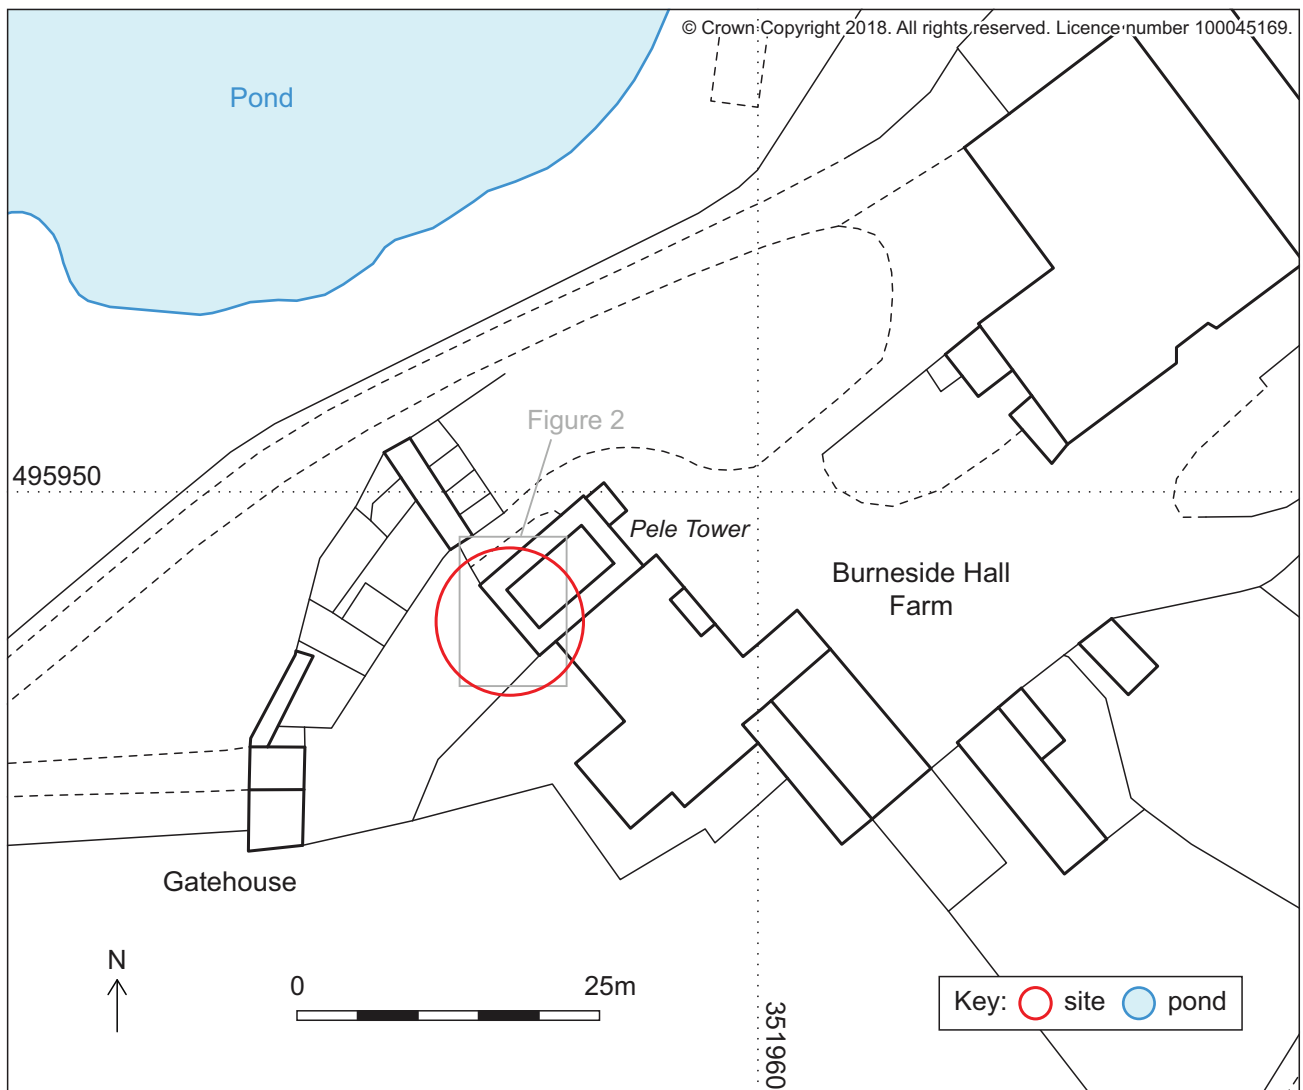 © Crown Copyright 2018. All rights reserved. Licence number 100045169.
Pond
Figure 2
495950
Pele Tower
Burneside Hall
Farm
Gatehouse
N
0 25m
351960
Key: site pond